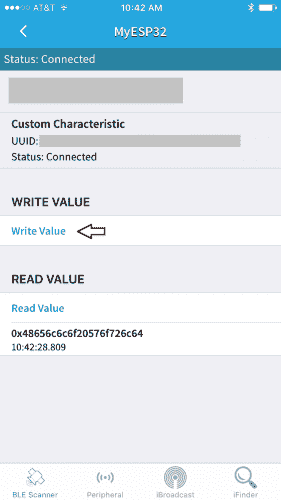 AT&T 10:42 AM
MyESP32
Status: Connected
Custom Characteristic
UUID:
Status: Connected
WRITE VALUE
Write Value
READ VALUE
Read Value
0x48656c6c6f20576f726c64
10:42:28.809
BLE Scanner Peripheral iBroadcast iFinder